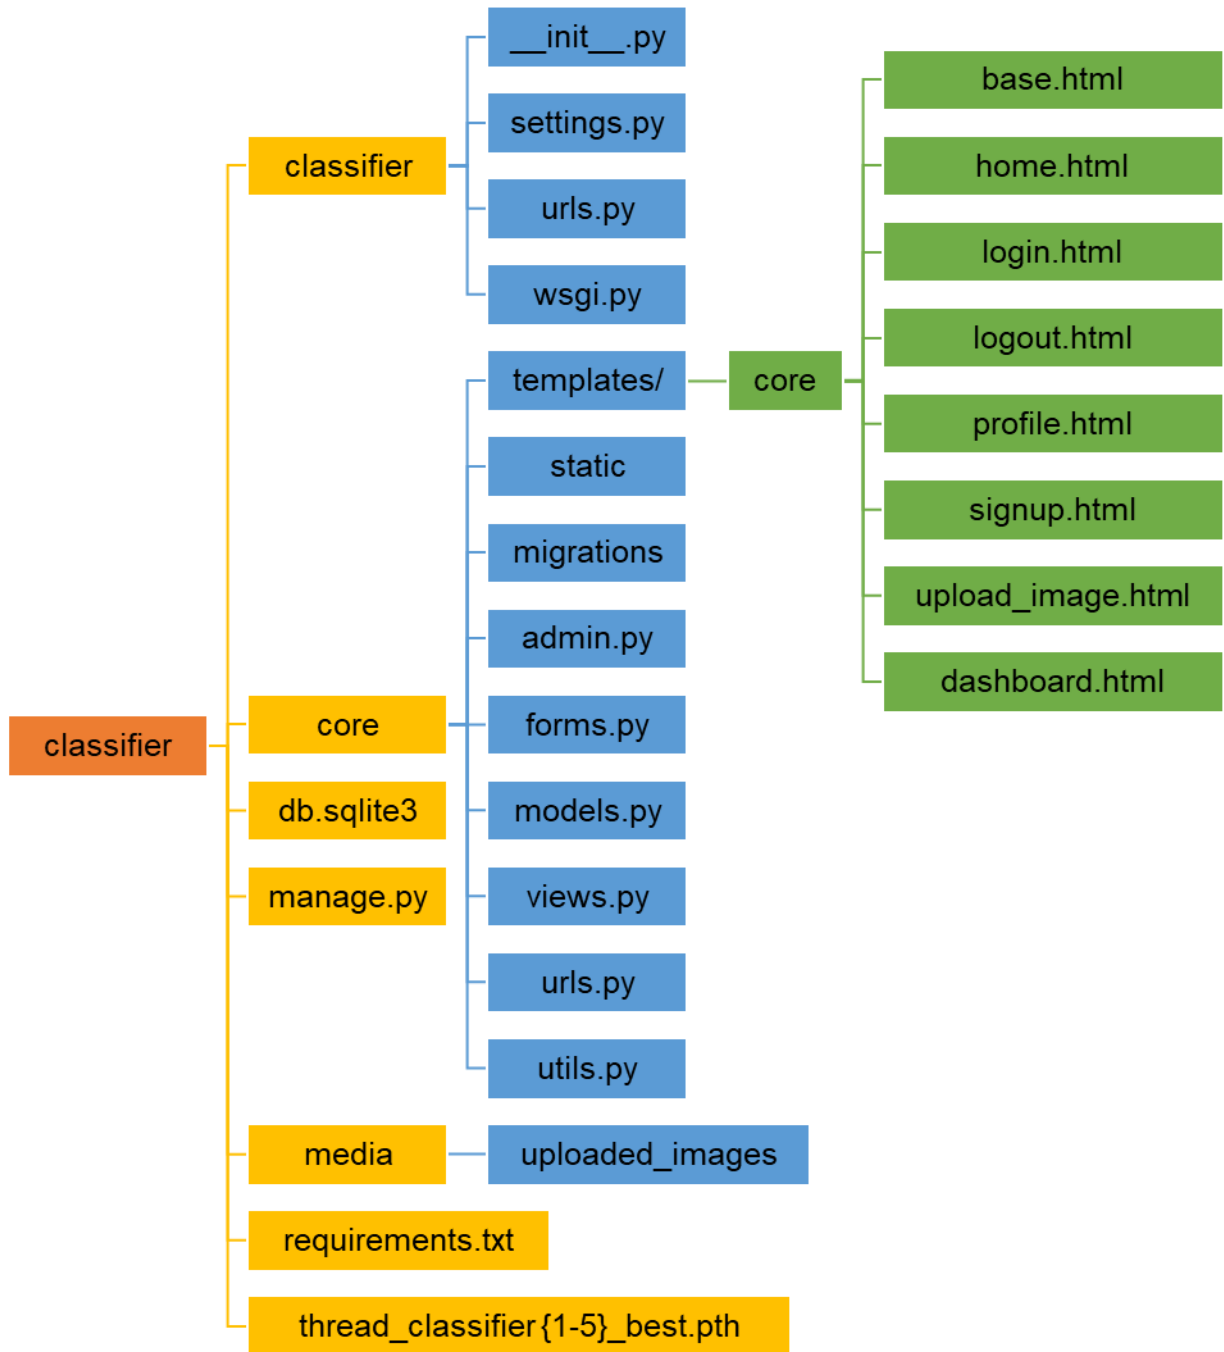 classifier
classifier
__init__.py
settings.py
urls.py
wsgi.py
core
templates/
core
base.html
home.html
login.html
logout.html
profile.html
signup.html
upload_image.html
dashboard.html
static
migrations
admin.py
forms.py
models.py
views.py
urls.py
utils.py
db.sqlite3
manage.py
media
uploaded_images
requirements.txt
thread_classifier{1-5}_best.pth